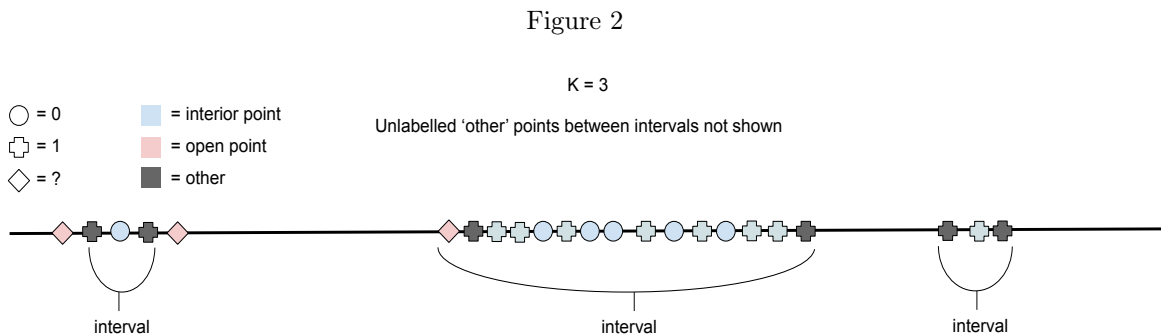 Figure 2
K = 3
Unlabelled 'other' points between intervals not shown
= 0 = interior point
= 1 = open point
= ? = other
interval interval interval